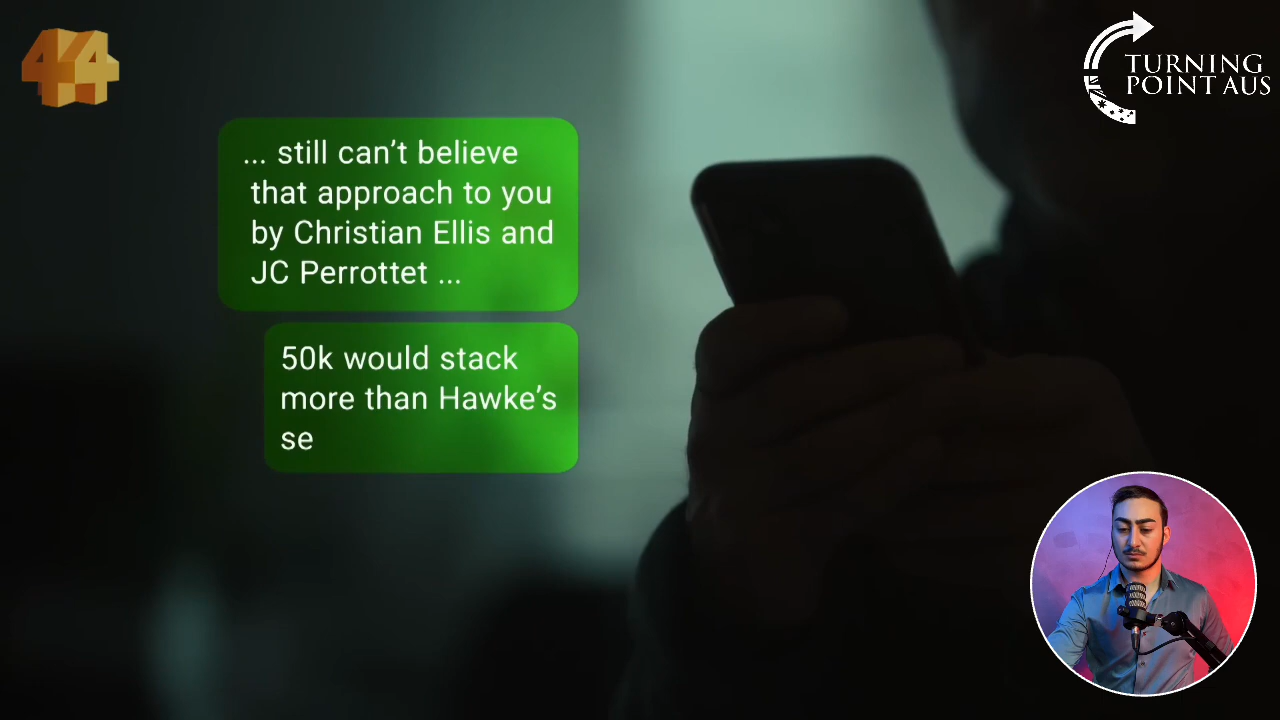 44
TURNING
POINT AUS
... still can’t believe
that approach to you
by Christian Ellis and
JC Perrottet ...
50k would stack
more than Hawke’s
se